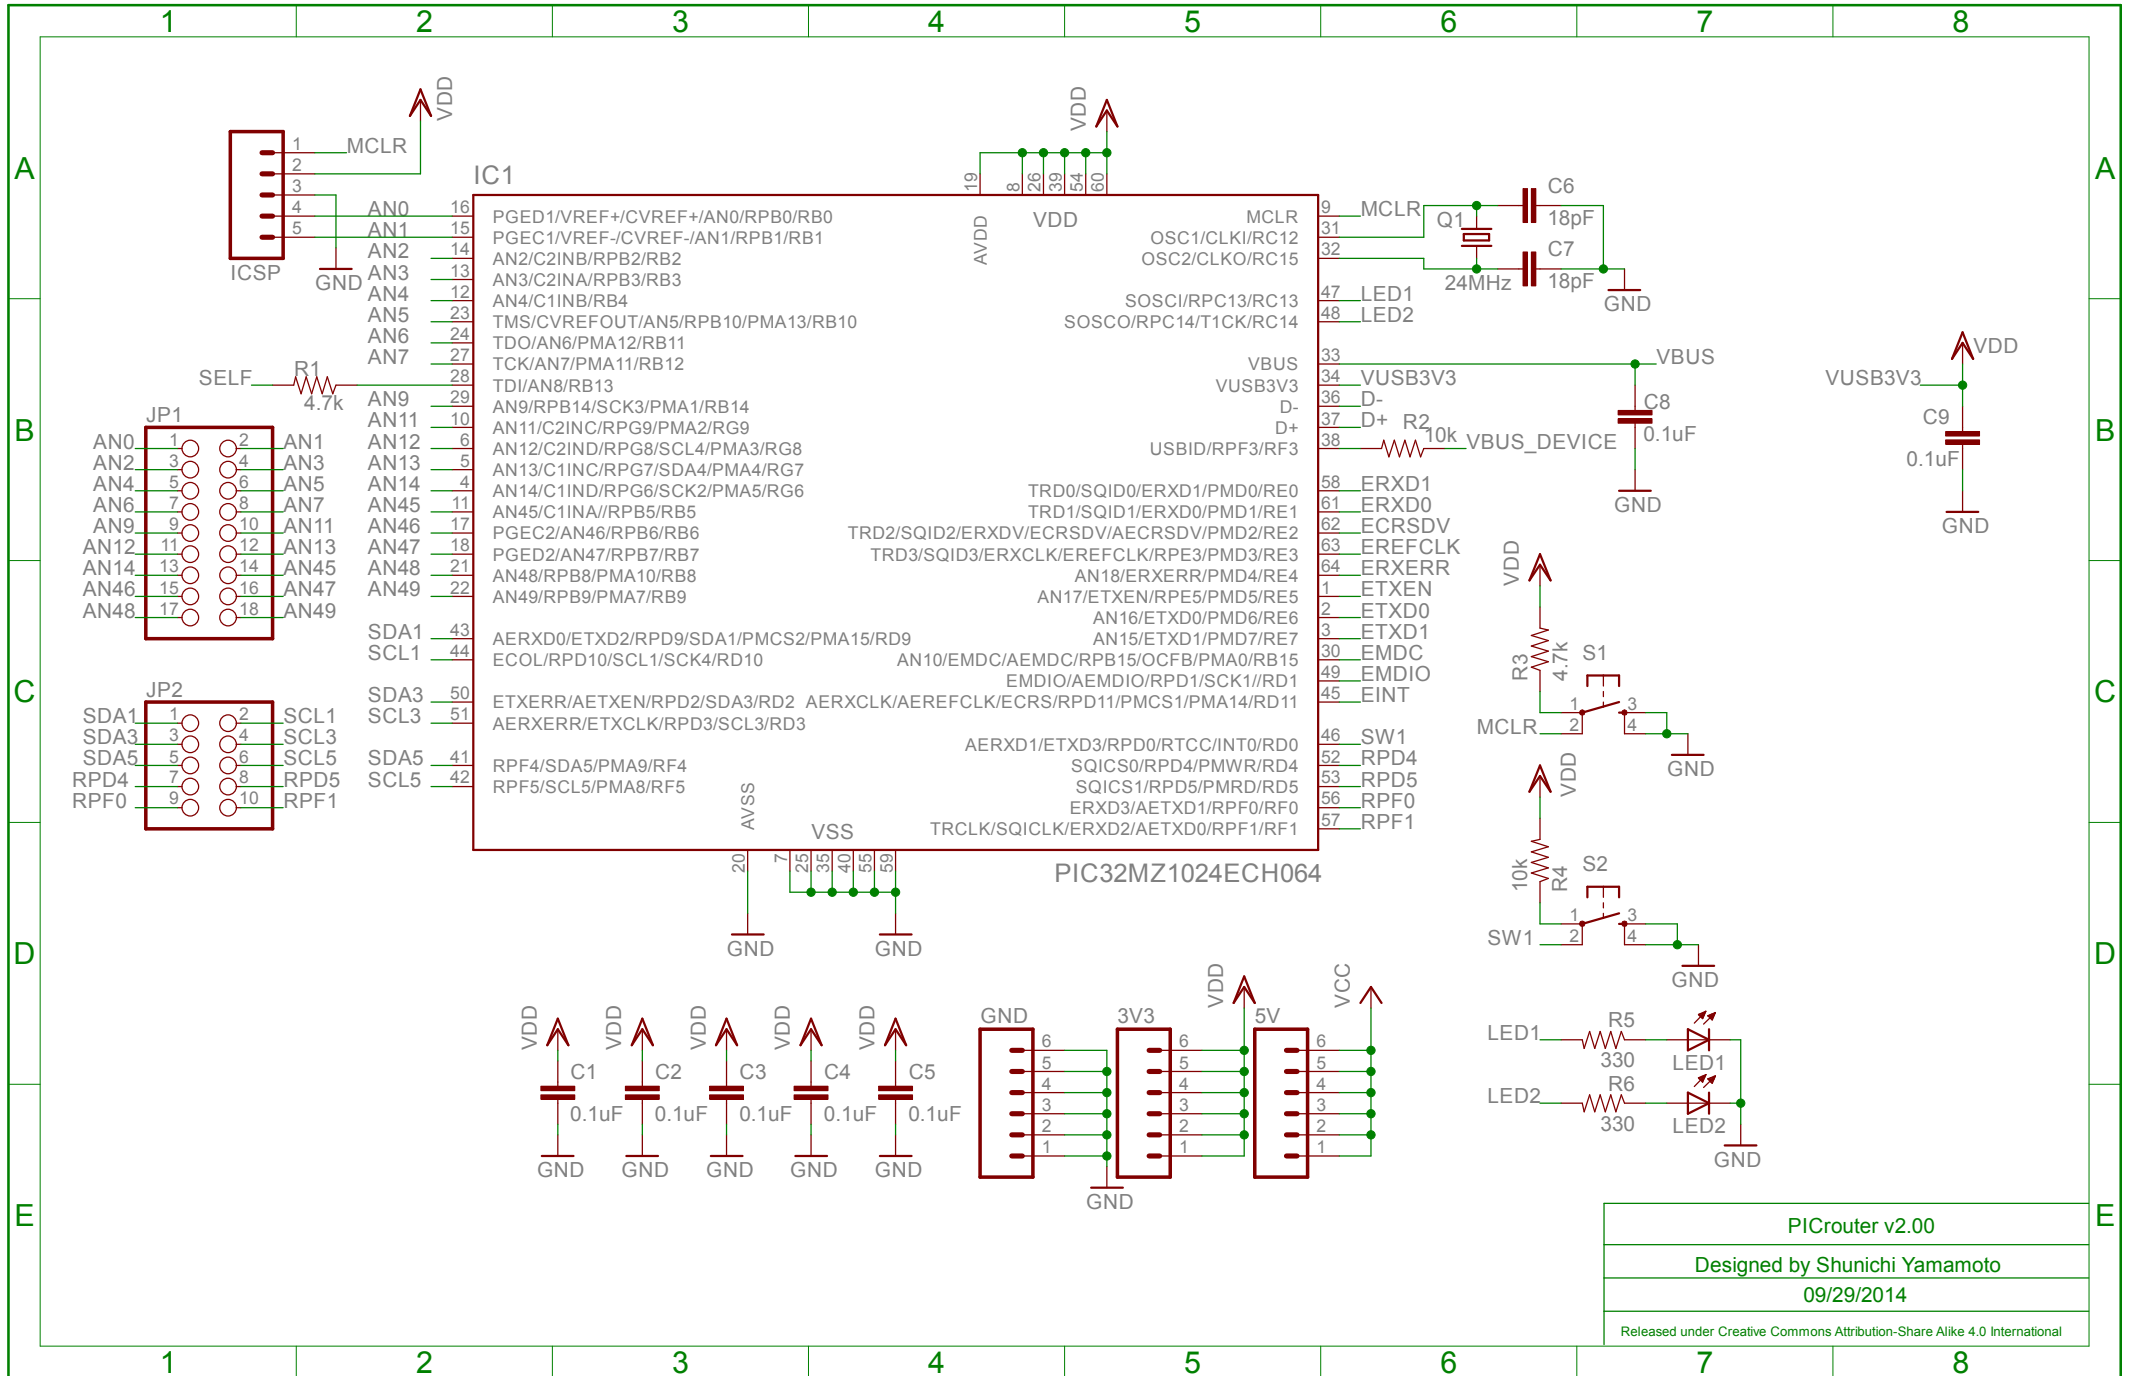 1 2 3 4 5 6 7 8
A
B
C
D
E
A
B
C
D
E
VDD
1 MCLR
2
3
4
5
ICSP
GND
IC1
VDD
19 8 26 39 54 60
AVDD
VDD
AN0 16 PGED1/VREF+/CVREF+/AN0/RPB0/RB0
AN1 15 PGEC1/VREF-/CVREF-/AN1/RPB1/RB1
AN2 14 AN2/C2INB/RPB2/RB2
AN3 13 AN3/C2INA/RPB3/RB3
AN4 12 AN4/C1INB/RB4
AN5 23 TMS/CVREFOUT/AN5/RPB10/PMA13/RB10
AN6 24 TDO/AN6/PMA12/RB11
AN7 27 TCK/AN7/PMA11/RB12
SELF R1 4.7k 28 TDI/AN8/RB13
AN9 29 AN9/RPB14/SCK3/PMA1/RB14
AN11 10 AN11/C2INC/RPG9/PMA2/RG9
AN12 6 AN12/C2IND/RPG8/SCL4/PMA3/RG8
AN13 5 AN13/C1INC/RPG7/SDA4/PMA4/RG7
AN14 4 AN14/C1IND/RPG6/SCK2/PMA5/RG6
AN45 11 AN45/C1INA//RPB5/RB5
AN46 17 PGEC2/AN46/RPB6/RB6
AN47 18 PGED2/AN47/RPB7/RB7
AN48 21 AN48/RPB8/PMA10/RB8
AN49 22 AN49/RPB9/PMA7/RB9
SDA1 43 AERXD0/ETXD2/RPD9/SDA1/PMCS2/PMA15/RD9
SCL1 44 ECOL/RPD10/SCL1/SCK4/RD10
SDA3 50 ETXERR/AETXEN/RPD2/SDA3/RD2
SCL3 51 AERXERR/ETXCLK/RPD3/SCL3/RD3
SDA5 41 RPF4/SDA5/PMA9/RF4
SCL5 42 RPF5/SCL5/PMA8/RF5
MCLR 9 MCLR
OSC1/CLKI/RC12 31
OSC2/CLKO/RC15 32
SOSCI/RPC13/RC13 47 LED1
SOSCO/RPC14/T1CK/RC14 48 LED2
VBUS 33 VBUS
VUSB3V3 34 VUSB3V3
D- 36 D-
D+ 37 D+
USBID/RPF3/RF3 38 R2 10k VBUS_DEVICE
TRD0/SQID0/ERXD1/PMD0/RE0 58 ERXD1
TRD1/SQID1/ERXD0/PMD1/RE1 61 ERXD0
TRD2/SQID2/ERXDV/ECRSDV/AECRSDV/PMD2/RE2 62 ECRSDV
TRD3/SQID3/ERXCLK/EREFCLK/RPE3/PMD3/RE3 63 EREFCLK
AN18/ERXERR/PMD4/RE4 64 ERXERR
AN17/ETXEN/RPE5/PMD5/RE5 1 ETXEN
AN16/ETXD0/PMD6/RE6 2 ETXD0
AN15/ETXD1/PMD7/RE7 3 ETXD1
AN10/EMDC/AEMDC/RPB15/OCFB/PMA0/RB15 30 EMDC
EMDIO/AEMDIO/RPD1/SCK1//RD1 49 EMDIO
AERXCLK/AEREFCLK/ECRS/RPD11/PMCS1/PMA14/RD11 45 EINT
AERXD1/ETXD3/RPD0/RTCC/INT0/RD0 46 SW1
SQICS0/RPD4/PMWR/RD4 52 RPD4
SQICS1/RPD5/PMRD/RD5 53 RPD5
ERXD3/AETXD1/RPF0/RF0 56 RPF0
TRCLK/SQICLK/ERXD2/AETXD0/RPF1/RF1 57 RPF1
AVSS
VSS
20 7 25 35 40 55 59
PIC32MZ1024ECH064
GND
GND
Q1
24MHz
C6
18pF
C7
18pF
GND
C8
0.1uF
GND
VDD
VUSB3V3
C9
0.1uF
GND
JP1
AN0 1 2 AN1
AN2 3 4 AN3
AN4 5 6 AN5
AN6 7 8 AN7
AN9 9 10 AN11
AN12 11 12 AN13
AN14 13 14 AN45
AN46 15 16 AN47
AN48 17 18 AN49
JP2
SDA1 1 2 SCL1
SDA3 3 4 SCL3
SDA5 5 6 SCL5
RPD4 7 8 RPD5
RPF0 9 10 RPF1
VDD
R3
4.7k
S1
1 3
MCLR 2 4
GND
VDD
10k
R4
S2
1 3
SW1 2 4
GND
LED1 R5 330 LED1
LED2 R6 330 LED2
GND
VDD VDD VDD VDD VDD
C1 C2 C3 C4 C5
0.1uF 0.1uF 0.1uF 0.1uF 0.1uF
GND GND GND GND GND
GND
6
5
4
3
2
1
GND
VDD
3V3
6
5
4
3
2
1
VCC
5V
6
5
4
3
2
1
PICrouter v2.00
Designed by Shunichi Yamamoto
09/29/2014
Released under Creative Commons Attribution-Share Alike 4.0 International
1 2 3 4 5 6 7 8